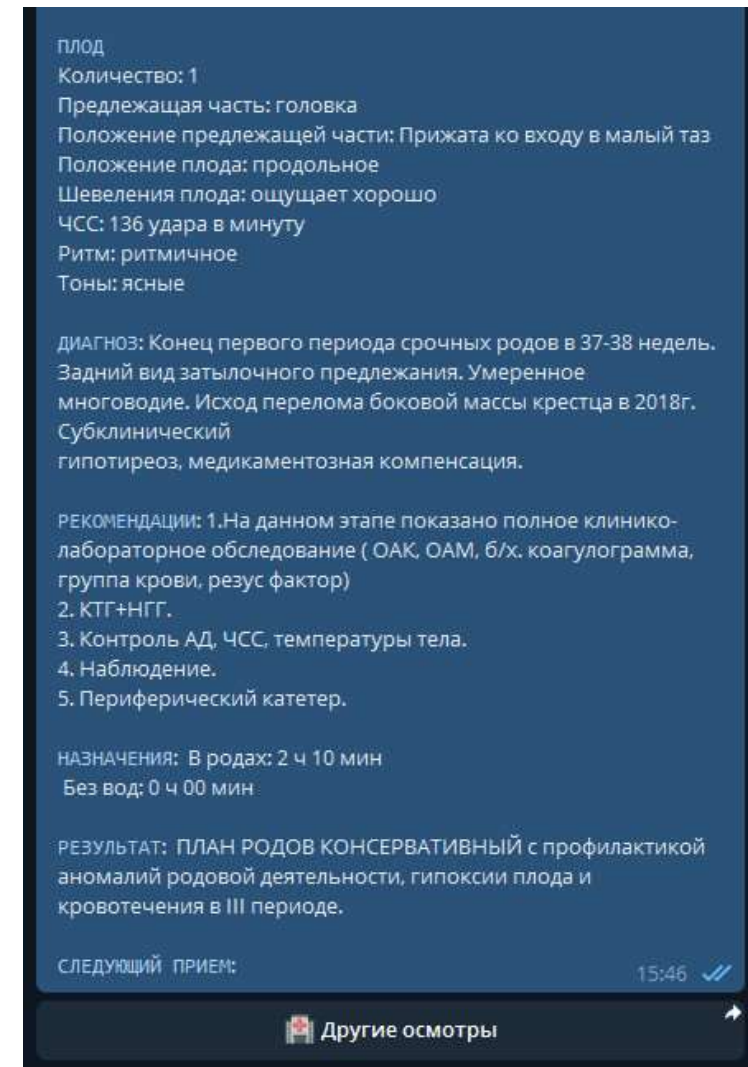 ПЛОД
Количество: 1
Предлежащая часть: головка
Положение предлежащей части: Прижата ко входу в малый таз
Положение плода: продольное
Шевеления плода: ощущает хорошо
ЧСС: 136 удара в минуту
Ритм: ритмичное
Тоны: ясные
ДИАГНОЗ: Конец первого периода срочных родов в 37-38 недель.
Задний вид затылочного предлежания. Умеренное
многоводие. Исход перелома боковой массы крестца в 2018г.
Субклинический
гипотиреоз, медикаментозная компенсация.
РЕКОМЕНДАЦИИ: 1.На данном этапе показано полное клинико-
лабораторное обследование ( ОАК, ОАМ, б/х. коагулограмма,
группа крови, резус фактор)
2. КТГ+НГГ.
3. Контроль АД, ЧСС, температуры тела.
4. Наблюдение.
5. Периферический катетер.
НАЗНАЧЕНИЯ: В родах: 2 ч 10 мин
Без вод: 0 ч 00 мин
РЕЗУЛЬТАТ: ПЛАН РОДОВ КОНСЕРВАТИВНЫЙ с профилактикой
аномалий родовой деятельности, гипоксии плода и
кровотечения в III периоде.
СЛЕДУЮЩИЙ ПРИЕМ:
15:46
Другие осмотры